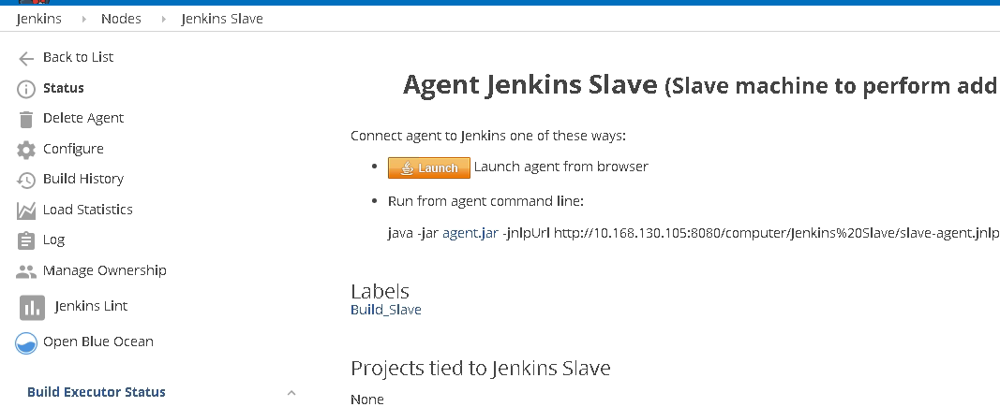 Jenkins Nodes Jenkins Slave
Back to List
Status
Delete Agent
Configure
Build History
Load Statistics
Log
Manage Ownership
Jenkins Lint
Open Blue Ocean
Build Executor Status
Agent Jenkins Slave (Slave machine to perform add
Connect agent to Jenkins one of these ways:
Launch Launch agent from browser
Run from agent command line:
java -jar agent.jar -jnlpUrl http://10.168.130.105:8080/computer/Jenkins%20Slave/slave-agent.jnlp
Labels
Build_Slave
Projects tied to Jenkins Slave
None